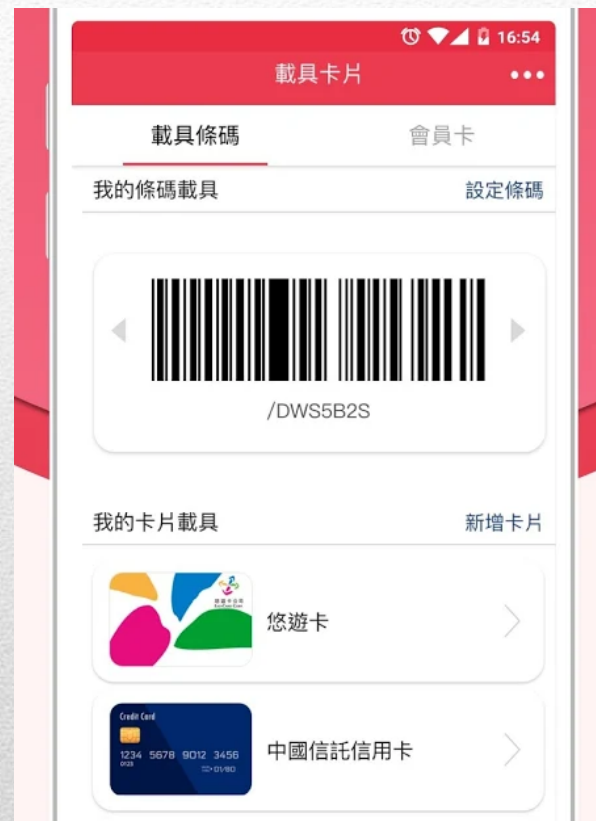 16:54
載具卡片
載具條碼 會員卡
我的條碼載具 設定條碼
/DWS5B2S
我的卡片載具 新增卡片
悠遊卡
Credit Card
1234 5678 9012 3456
0123
01/80
中國信託信用卡